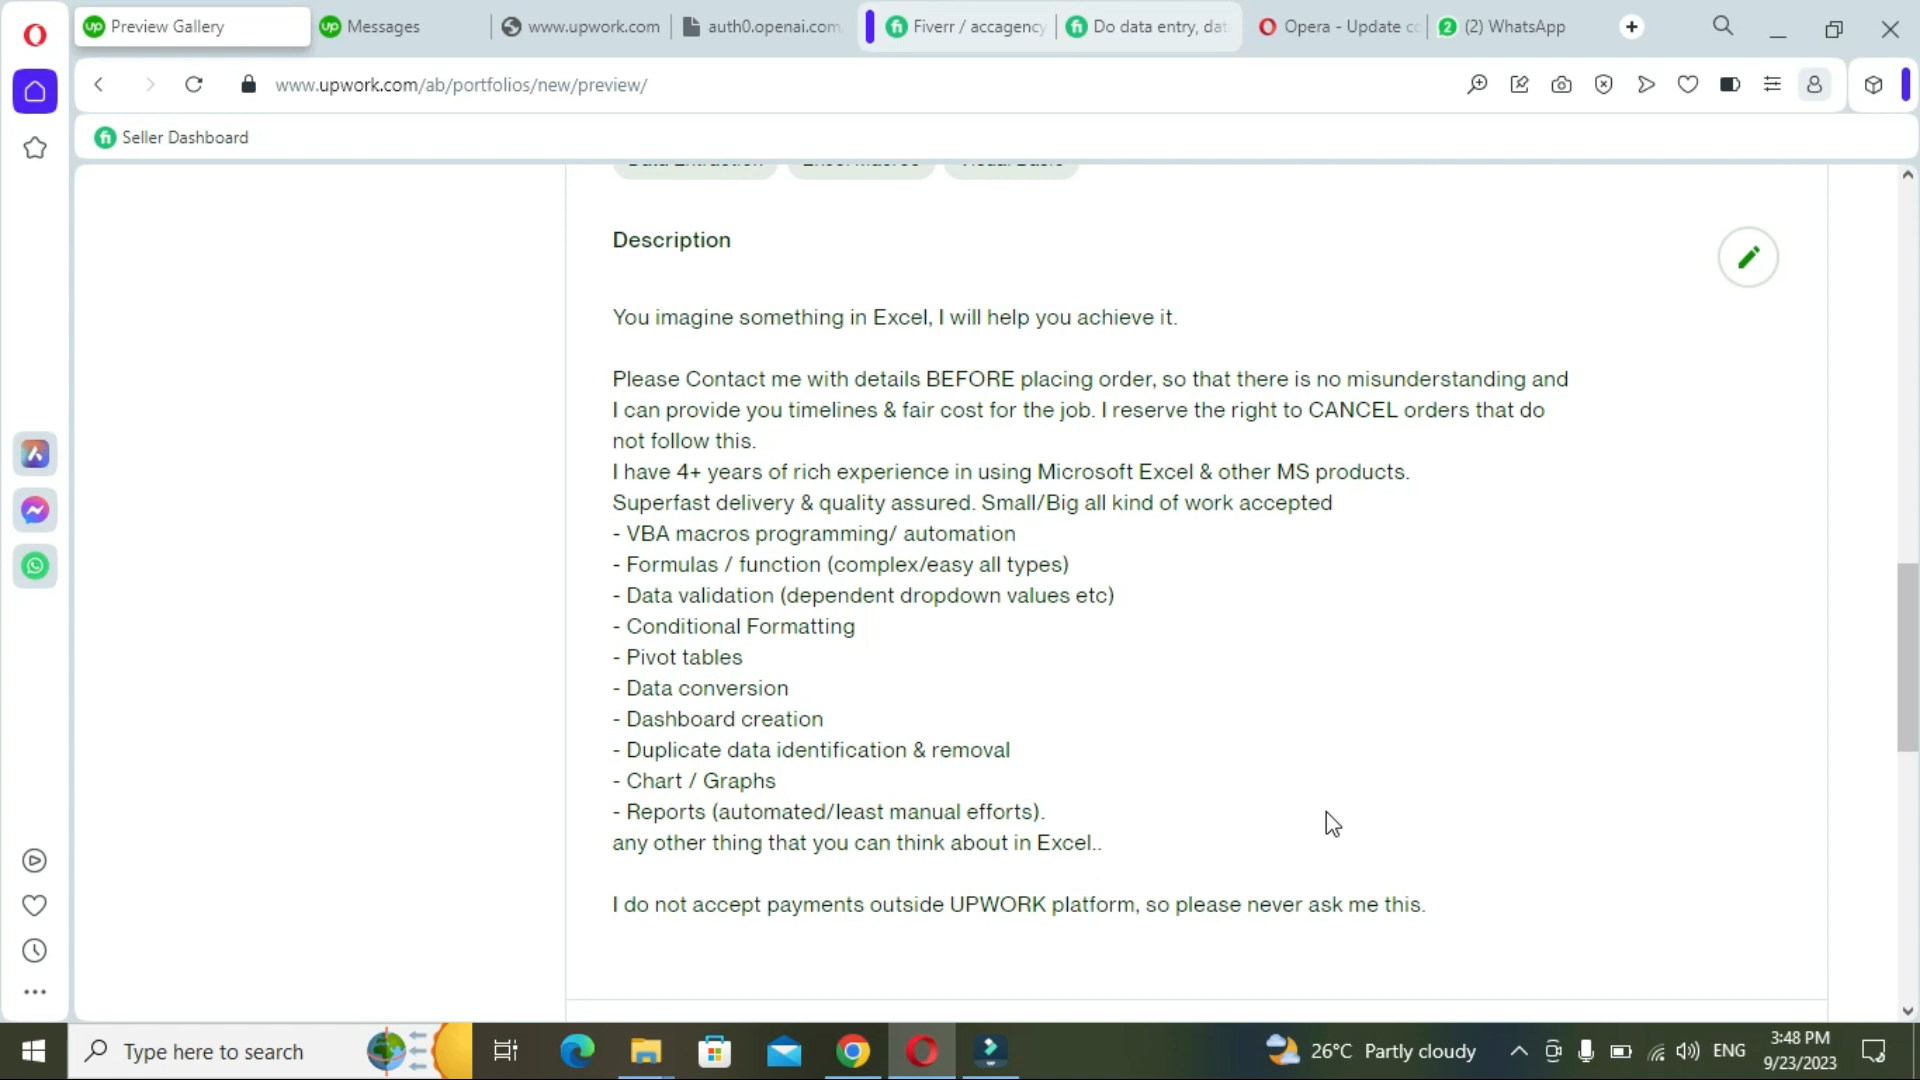 Preview Gallery
Messages
www.upwork.com
auth0.openai.com
Fiverr / accagency
Do data entry, dat
Opera - Update co
(2) WhatsApp
www.upwork.com/ab/portfolios/new/preview/
Seller Dashboard
Data Extraction
Excel Macros
Visual Basic
Description
You imagine something in Excel, I will help you achieve it.
Please Contact me with details BEFORE placing order, so that there is no misunderstanding and
I can provide you timelines & fair cost for the job. I reserve the right to CANCEL orders that do
not follow this.
I have 4+ years of rich experience in using Microsoft Excel & other MS products.
Superfast delivery & quality assured. Small/Big all kind of work accepted
- VBA macros programming/ automation
- Formulas / function (complex/easy all types)
- Data validation (dependent dropdown values etc)
- Conditional Formatting
- Pivot tables
- Data conversion
- Dashboard creation
- Duplicate data identification & removal
- Chart / Graphs
- Reports (automated/least manual efforts).
any other thing that you can think about in Excel..
I do not accept payments outside UPWORK platform, so please never ask me this.
Type here to search
26°C Partly cloudy
ENG
3:48 PM
9/23/2023